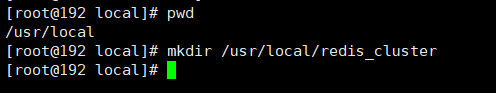 [root@192 local]# pwd
/usr/local
[root@192 local]# mkdir /usr/local/redis_cluster
[root@192 local]#